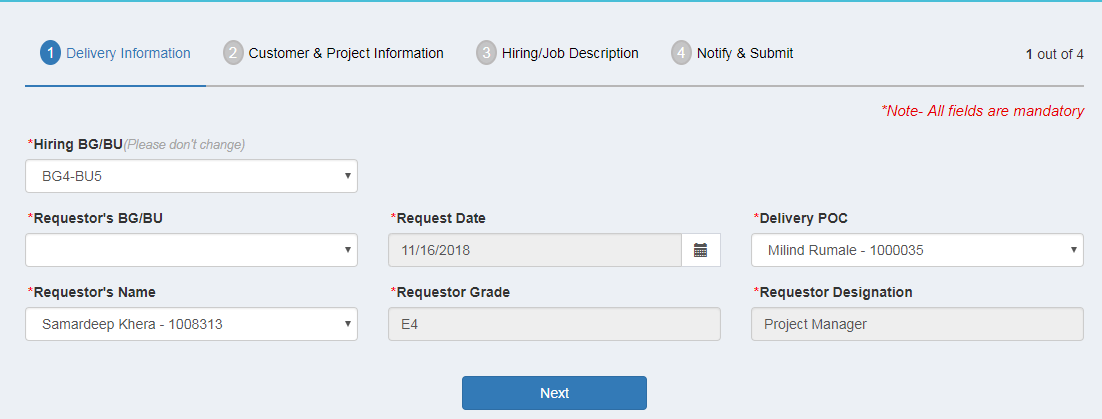 1 Delivery Information 2 Customer & Project Information 3 Hiring/Job Description 4 Notify & Submit 1 out of 4
*Note- All fields are mandatory
*Hiring BG/BU(Please don't change)
BG4-BU5
*Requestor's BG/BU *Request Date *Delivery POC
11/16/2018 Milind Rumale - 1000035
*Requestor's Name *Requestor Grade *Requestor Designation
Samardeep Khera - 1008313 E4 Project Manager
Next